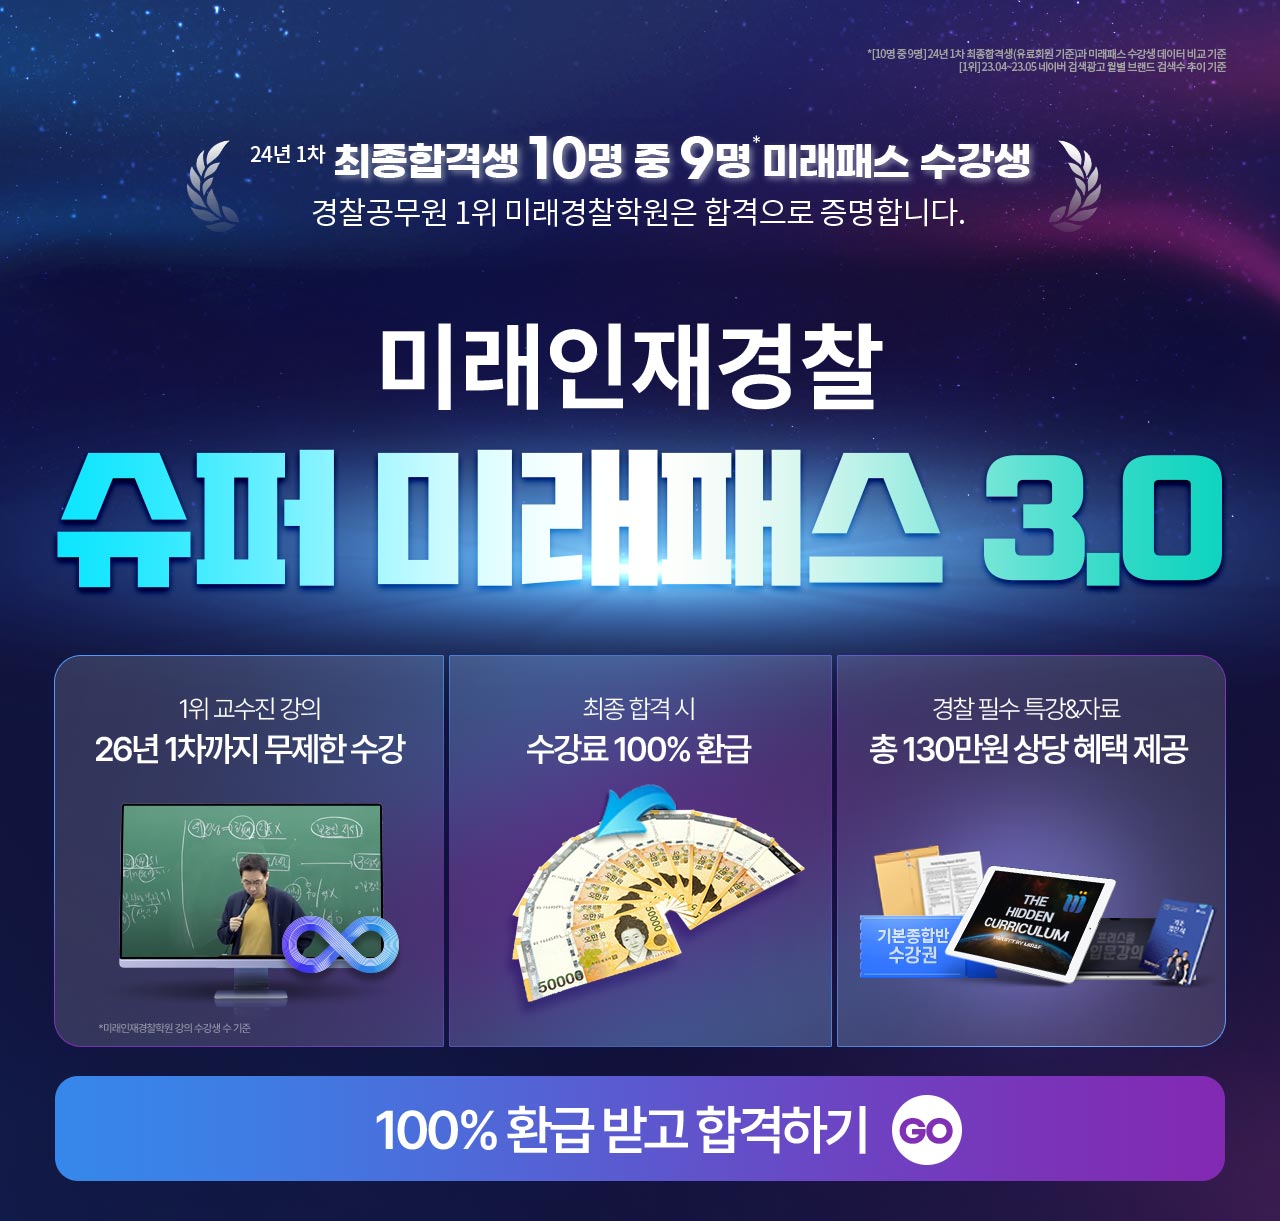 *[10명 중 9명] 24년 1차 최종합격생(유료회원 기준)과 미래패스 수강생 데이터 비교 기준
[1위] 23.04~23.05 네이버 검색광고 월별 브랜드 검색수 추이 기준
24년 1차 최종합격생 10명 중 9명* 미래패스 수강생
경찰공무원 1위 미래경찰학원은 합격으로 증명합니다.
미래인재경찰
슈퍼 미래패스 3.0
1위 교수진 강의
26년 1차까지 무제한 수강
*미래인재경찰학원 강의 수강생 수 기준
최종 합격 시
수강료 100% 환급
50000
경찰 필수 특강&자료
총 130만원 상당 혜택 제공
기본종합반
수강권
THE
HIDDEN
CURRICULUM
프리스쿨
입문강의
100% 환급 받고 합격하기 GO